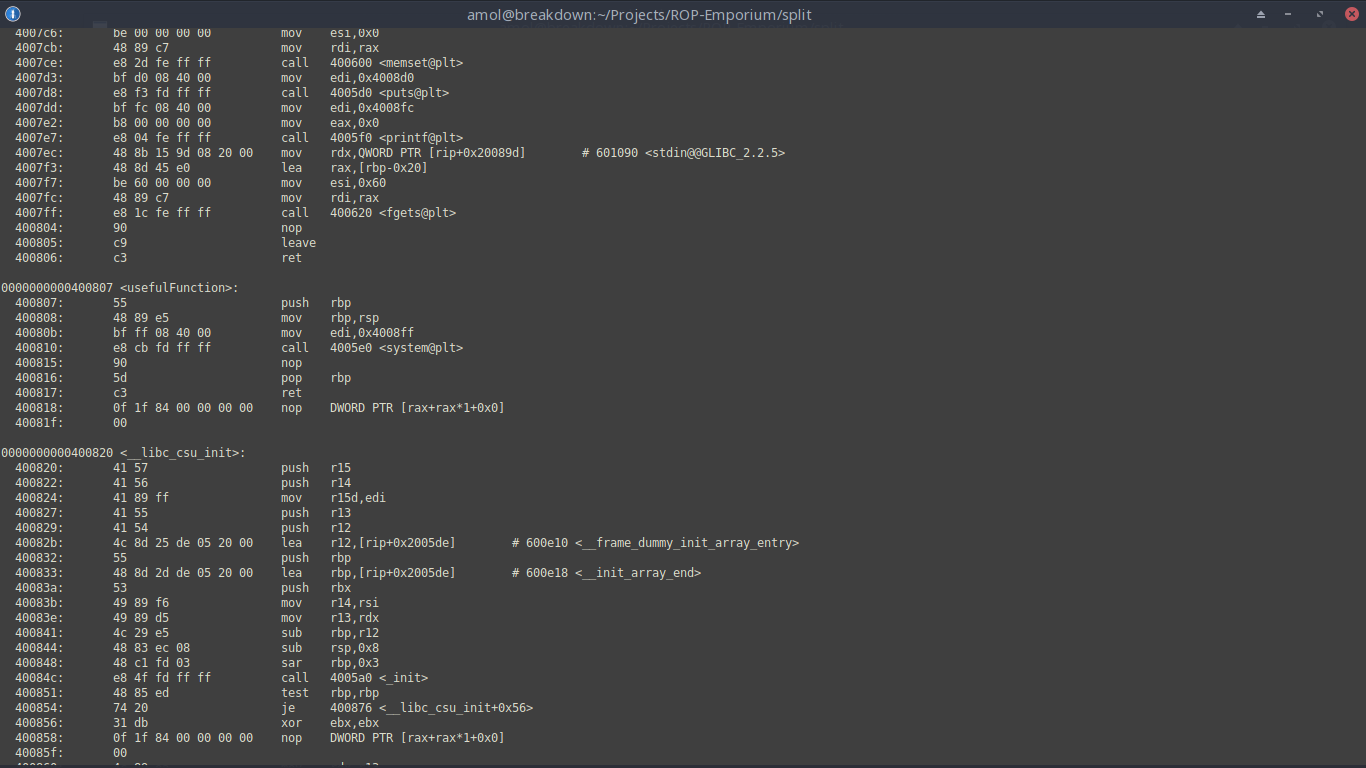 amol@breakdown:~/Projects/ROP-Emporium/split
4007c6: be 00 00 00 00 mov esi,0x0
4007cb: 48 89 c7 mov rdi,rax
4007ce: e8 2d fe ff ff call 400600 <memset@plt>
4007d3: bf d0 08 40 00 mov edi,0x4008d0
4007d8: e8 f3 fd ff ff call 4005d0 <puts@plt>
4007dd: bf fc 08 40 00 mov edi,0x4008fc
4007e2: b8 00 00 00 00 mov eax,0x0
4007e7: e8 04 fe ff ff call 4005f0 <printf@plt>
4007ec: 48 8b 15 9d 08 20 00 mov rdx,QWORD PTR [rip+0x20089d] # 601090 <stdin@@GLIBC_2.2.5>
4007f3: 48 8d 45 e0 lea rax,[rbp-0x20]
4007f7: be 60 00 00 00 mov esi,0x60
4007fc: 48 89 c7 mov rdi,rax
4007ff: e8 1c fe ff ff call 400620 <fgets@plt>
400804: 90 nop
400805: c9 leave
400806: c3 ret
0000000000400807 <usefulFunction>:
400807: 55 push rbp
400808: 48 89 e5 mov rbp,rsp
40080b: bf ff 08 40 00 mov edi,0x4008ff
400810: e8 cb fd ff ff call 4005e0 <system@plt>
400815: 90 nop
400816: 5d pop rbp
400817: c3 ret
400818: 0f 1f 84 00 00 00 00 nop DWORD PTR [rax+rax*1+0x0]
40081f: 00
0000000000400820 <__libc_csu_init>:
400820: 41 57 push r15
400822: 41 56 push r14
400824: 41 89 ff mov r15d,edi
400827: 41 55 push r13
400829: 41 54 push r12
40082b: 4c 8d 25 de 05 20 00 lea r12,[rip+0x2005de] # 600e10 <__frame_dummy_init_array_entry>
400832: 55 push rbp
400833: 48 8d 2d de 05 20 00 lea rbp,[rip+0x2005de] # 600e18 <__init_array_end>
40083a: 53 push rbx
40083b: 49 89 f6 mov r14,rsi
40083e: 49 89 d5 mov r13,rdx
400841: 4c 29 e5 sub rbp,r12
400844: 48 83 ec 08 sub rsp,0x8
400848: 48 c1 fd 03 sar rbp,0x3
40084c: e8 4f fd ff ff call 4005a0 <_init>
400851: 48 85 ed test rbp,rbp
400854: 74 20 je 400876 <__libc_csu_init+0x56>
400856: 31 db xor ebx,ebx
400858: 0f 1f 84 00 00 00 00 nop DWORD PTR [rax+rax*1+0x0]
40085f: 00